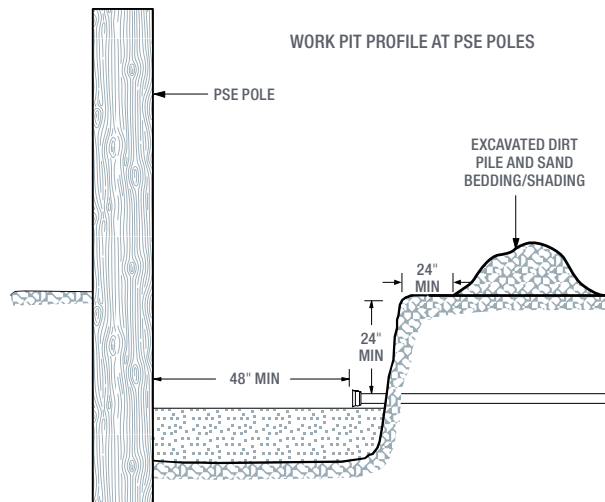 WORK PIT PROFILE AT PSE POLES
PSE POLE
EXCAVATED DIRT
PILE AND SAND
BEDDING/SHADING
24"
MIN
24"
MIN
48" MIN